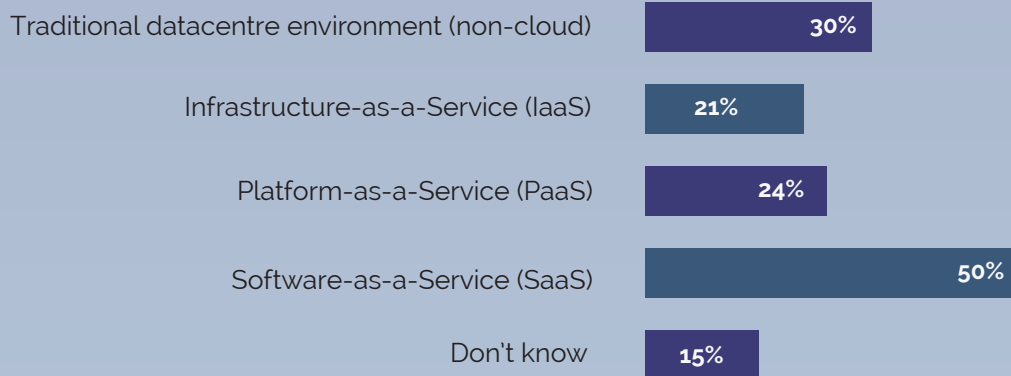 Traditional datacentre environment (non-cloud) 30%
Infrastructure-as-a-Service (IaaS) 21%
Platform-as-a-Service (PaaS) 24%
Software-as-a-Service (SaaS) 50%
Don't know 15%